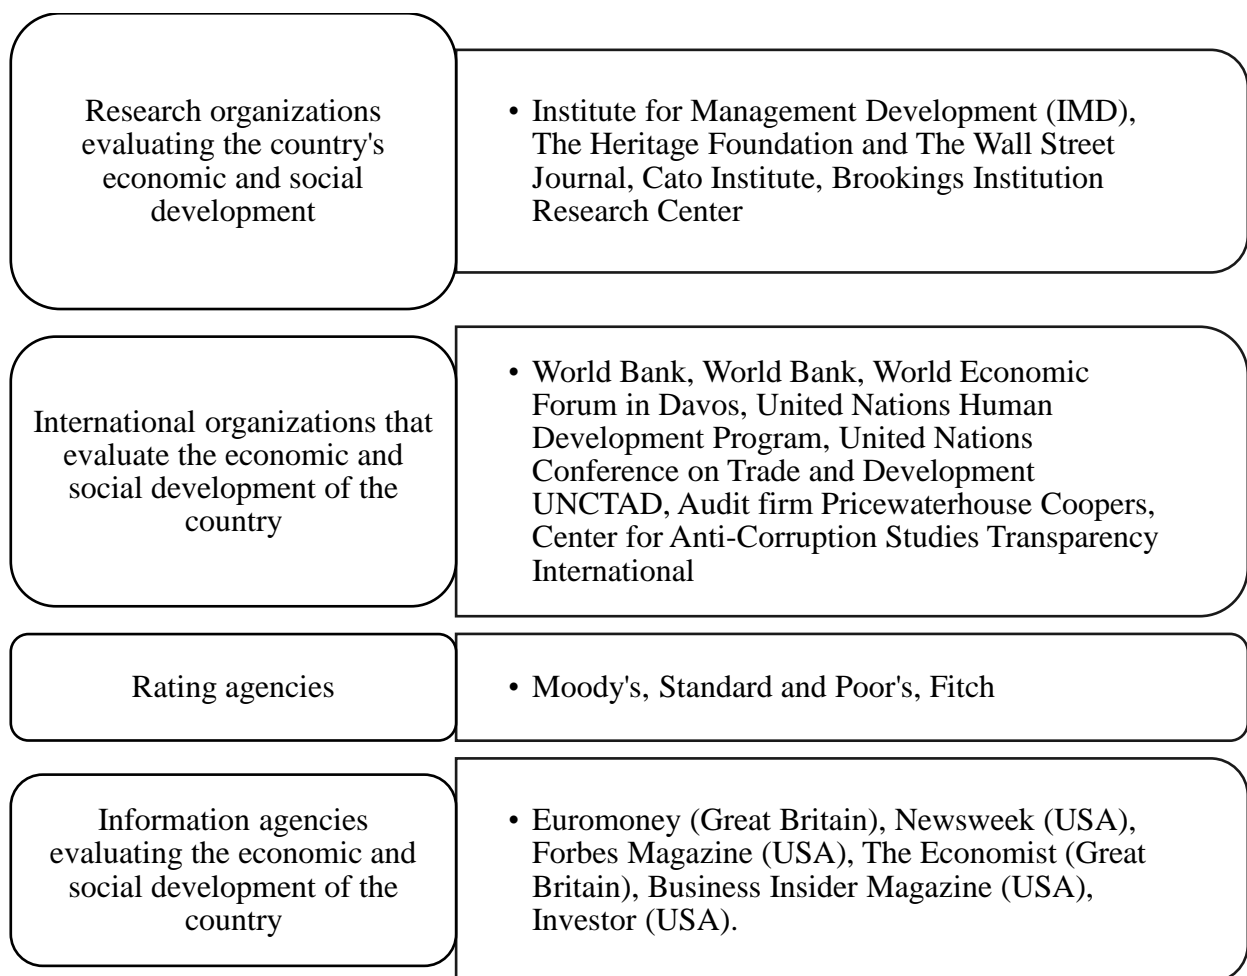 Research organizations
evaluating the country's
economic and social
development
• Institute for Management Development (IMD),
The Heritage Foundation and The Wall Street
Journal, Cato Institute, Brookings Institution
Research Center
International organizations that
evaluate the economic and
social development of the
country
• World Bank, World Bank, World Economic
Forum in Davos, United Nations Human
Development Program, United Nations
Conference on Trade and Development
UNCTAD, Audit firm Pricewaterhouse Coopers,
Center for Anti-Corruption Studies Transparency
International
Rating agencies
• Moody's, Standard and Poor's, Fitch
Information agencies
evaluating the economic and
social development of the
country
• Euromoney (Great Britain), Newsweek (USA),
Forbes Magazine (USA), The Economist (Great
Britain), Business Insider Magazine (USA),
Investor (USA).